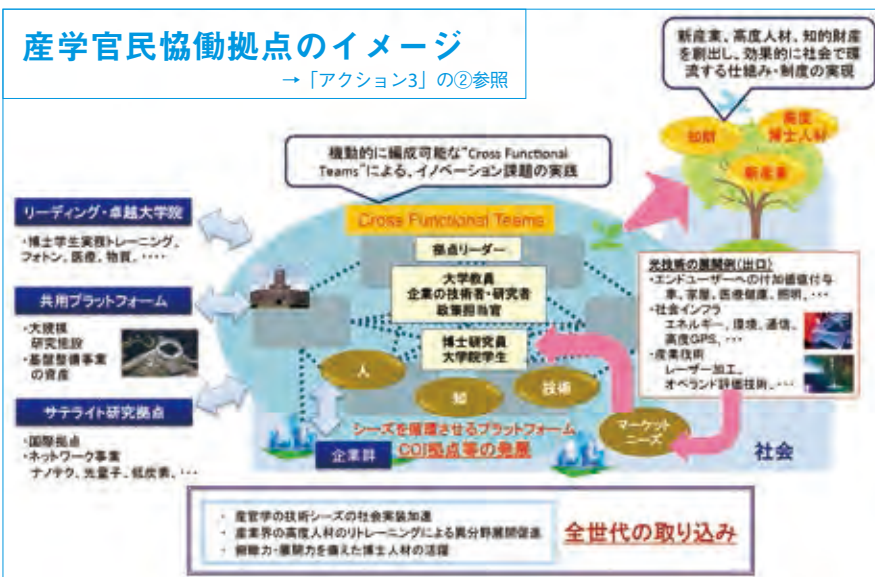 産学官民協働拠点のイメージ
→「アクション3」の②参照
新産業、高度人材、知的財産
を創出し、効果的に社会で環
流する仕組み・制度の実現
知財
高度
博士人材
新産業
機動的に編成可能な"Cross Functional
Teams"による、イノベーション課題の実践
Cross Functional Teams
拠点リーダー
大学教員
企業の技術者・研究者
政策担当官
博士研究員
大学院学生
人
知
技術
シーズを循環させるプラットフォーム
COI拠点等の発展
企業群
マーケット
ニーズ
社会
リーディング・卓越大学院
・博士学生実務トレーニング、
フォトン、医療、物質、・・・・
共用プラットフォーム
・大規模
研究施設
・基盤整備事業
の資産
サテライト研究拠点
・国際拠点
・ネットワーク事業
ナノテク、光量子、低炭素、・・・
光技術の展開例(出口)
・エンドユーザーへの付加価値付与
車、家屋、医療健康、照明、・・・
・社会インフラ
エネルギー、環境、通信、
高度GPS、・・・
・産業技術
レーザー加工、
オペランド評価技術、・・・
・産官学の技術シーズの社会実装加速
・産業界の高度人材のリトレーニングによる異分野展開促進
・俯瞰力・展開力を備えた博士人材の活躍
全世代の取り込み